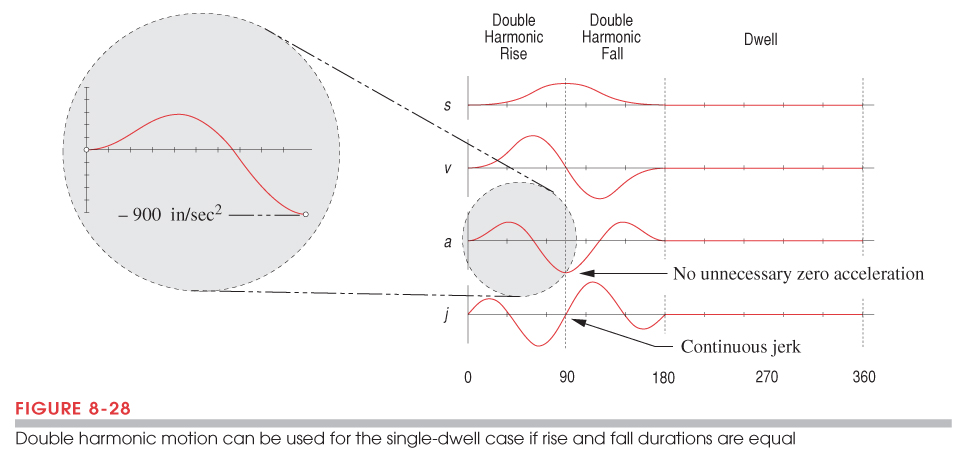 Double
Harmonic
Rise
Double
Harmonic
Fall
Dwell
s
v
– 900 in/sec2
a
No unnecessary zero acceleration
j
Continuous jerk
0 90 180 270 360
FIGURE 8-28
Double harmonic motion can be used for the single-dwell case if rise and fall durations are equal